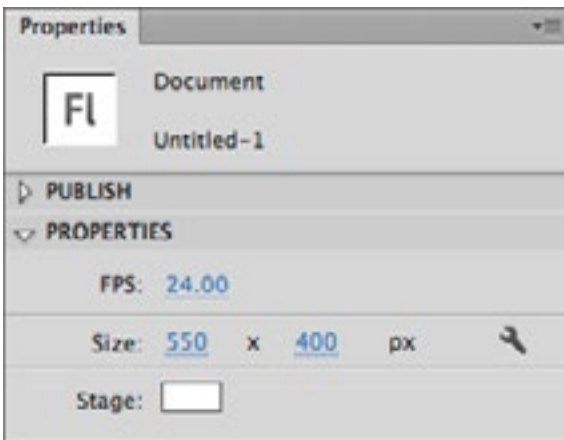 Properties
Fl
Document
Untitled-1
PUBLISH
PROPERTIES
FPS: 24.00
Size: 550 x 400 px
Stage: